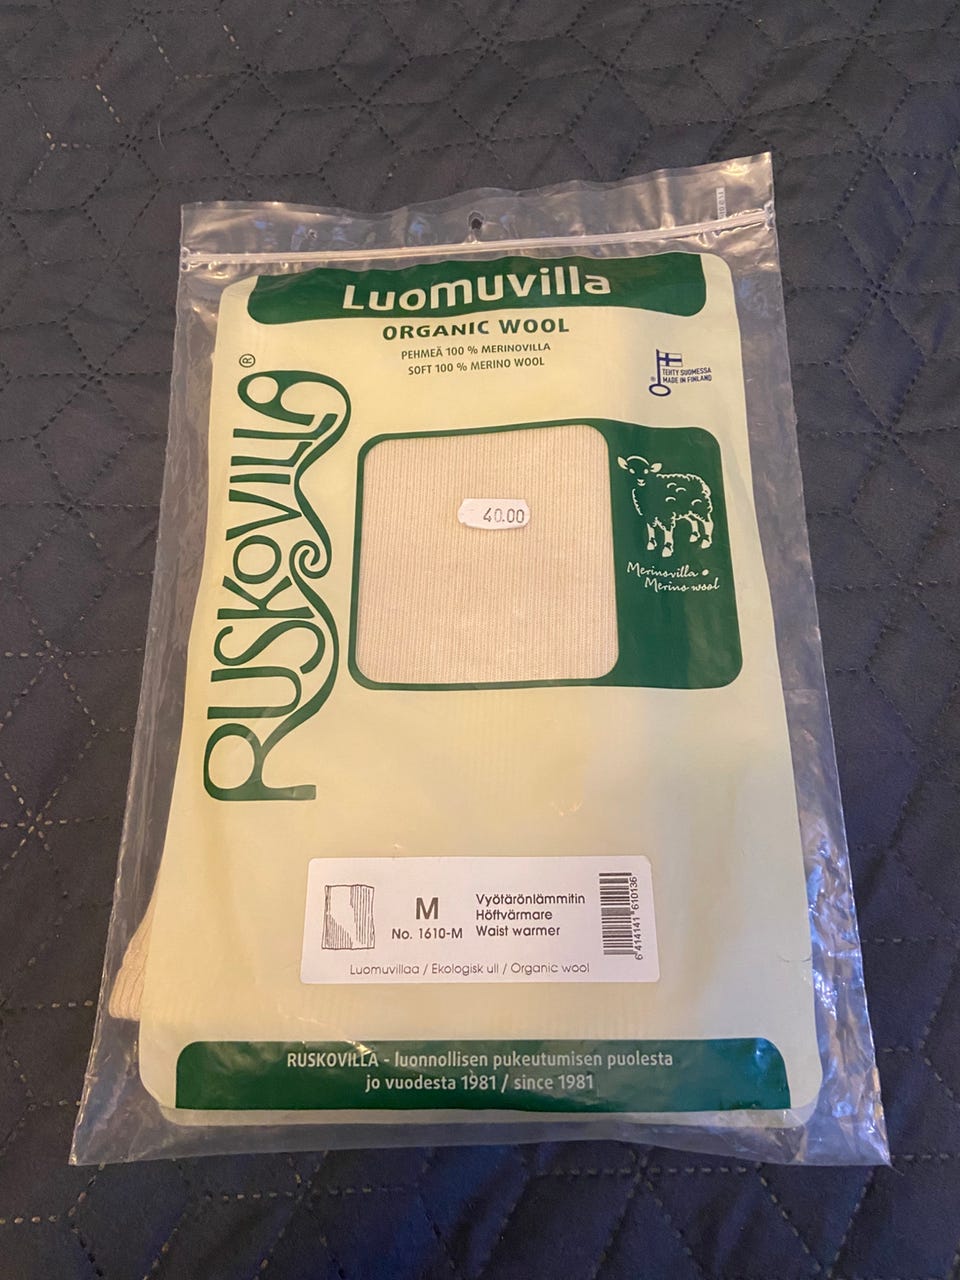 Luomuvilla
ORGANIC WOOL
PEHMEÄ 100 % MERINOVILLA
SOFT 100 % MERINO WOOL
®
RUSKOVILLA
®
TEHTY SUOMESSA
MADE IN FINLAND
40.00
Merinovilla •
Merino wool
M
No. 1610-M
Vyötärönlämmitin
Höftvärmare
Waist warmer
6 414141 610136
Luomuvillaa / Ekologisk ull / Organic wool
RUSKOVILLA - luonnollisen pukeutumisen puolesta
jo vuodesta 1981 / since 1981